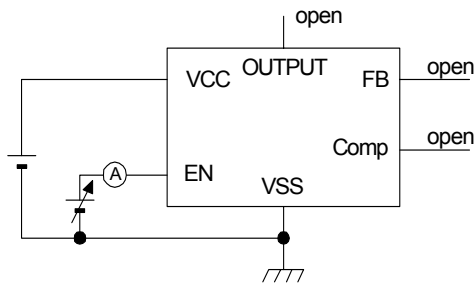 open
OUTPUT
VCC
FB
open
open
Comp
A
EN
VSS